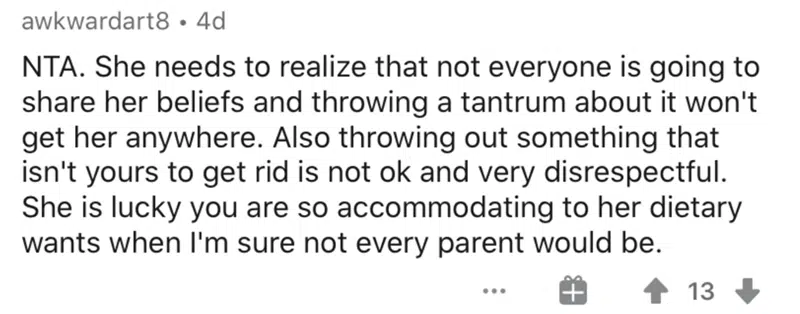 awkwardart8 • 4d
NTA. She needs to realize that not everyone is going to
share her beliefs and throwing a tantrum about it won't
get her anywhere. Also throwing out something that
isn't yours to get rid is not ok and very disrespectful.
She is lucky you are so accommodating to her dietary
wants when I'm sure not every parent would be.
13